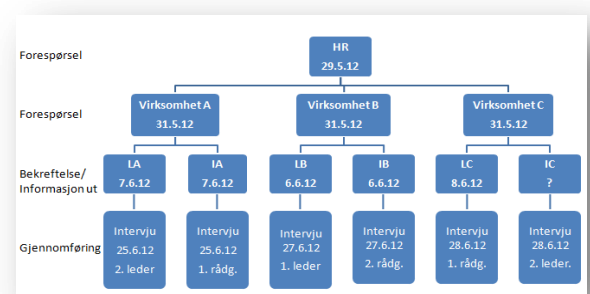 Forespørsel
HR
29.5.12
Forespørsel
Virksomhet A
31.5.12
Virksomhet B
31.5.12
Virksomhet C
31.5.12
Bekreftelse/
Informasjon ut
LA
7.6.12
IA
7.6.12
LB
6.6.12
IB
6.6.12
LC
8.6.12
IC
?
Gjennomføring
Intervju
25.6.12
2. leder
Intervju
25.6.12
1. rådg.
Intervju
27.6.12
1. leder
Intervju
27.6.12
2. rådg.
Intervju
28.6.12
1. rådg.
Intervju
28.6.12
2. leder.